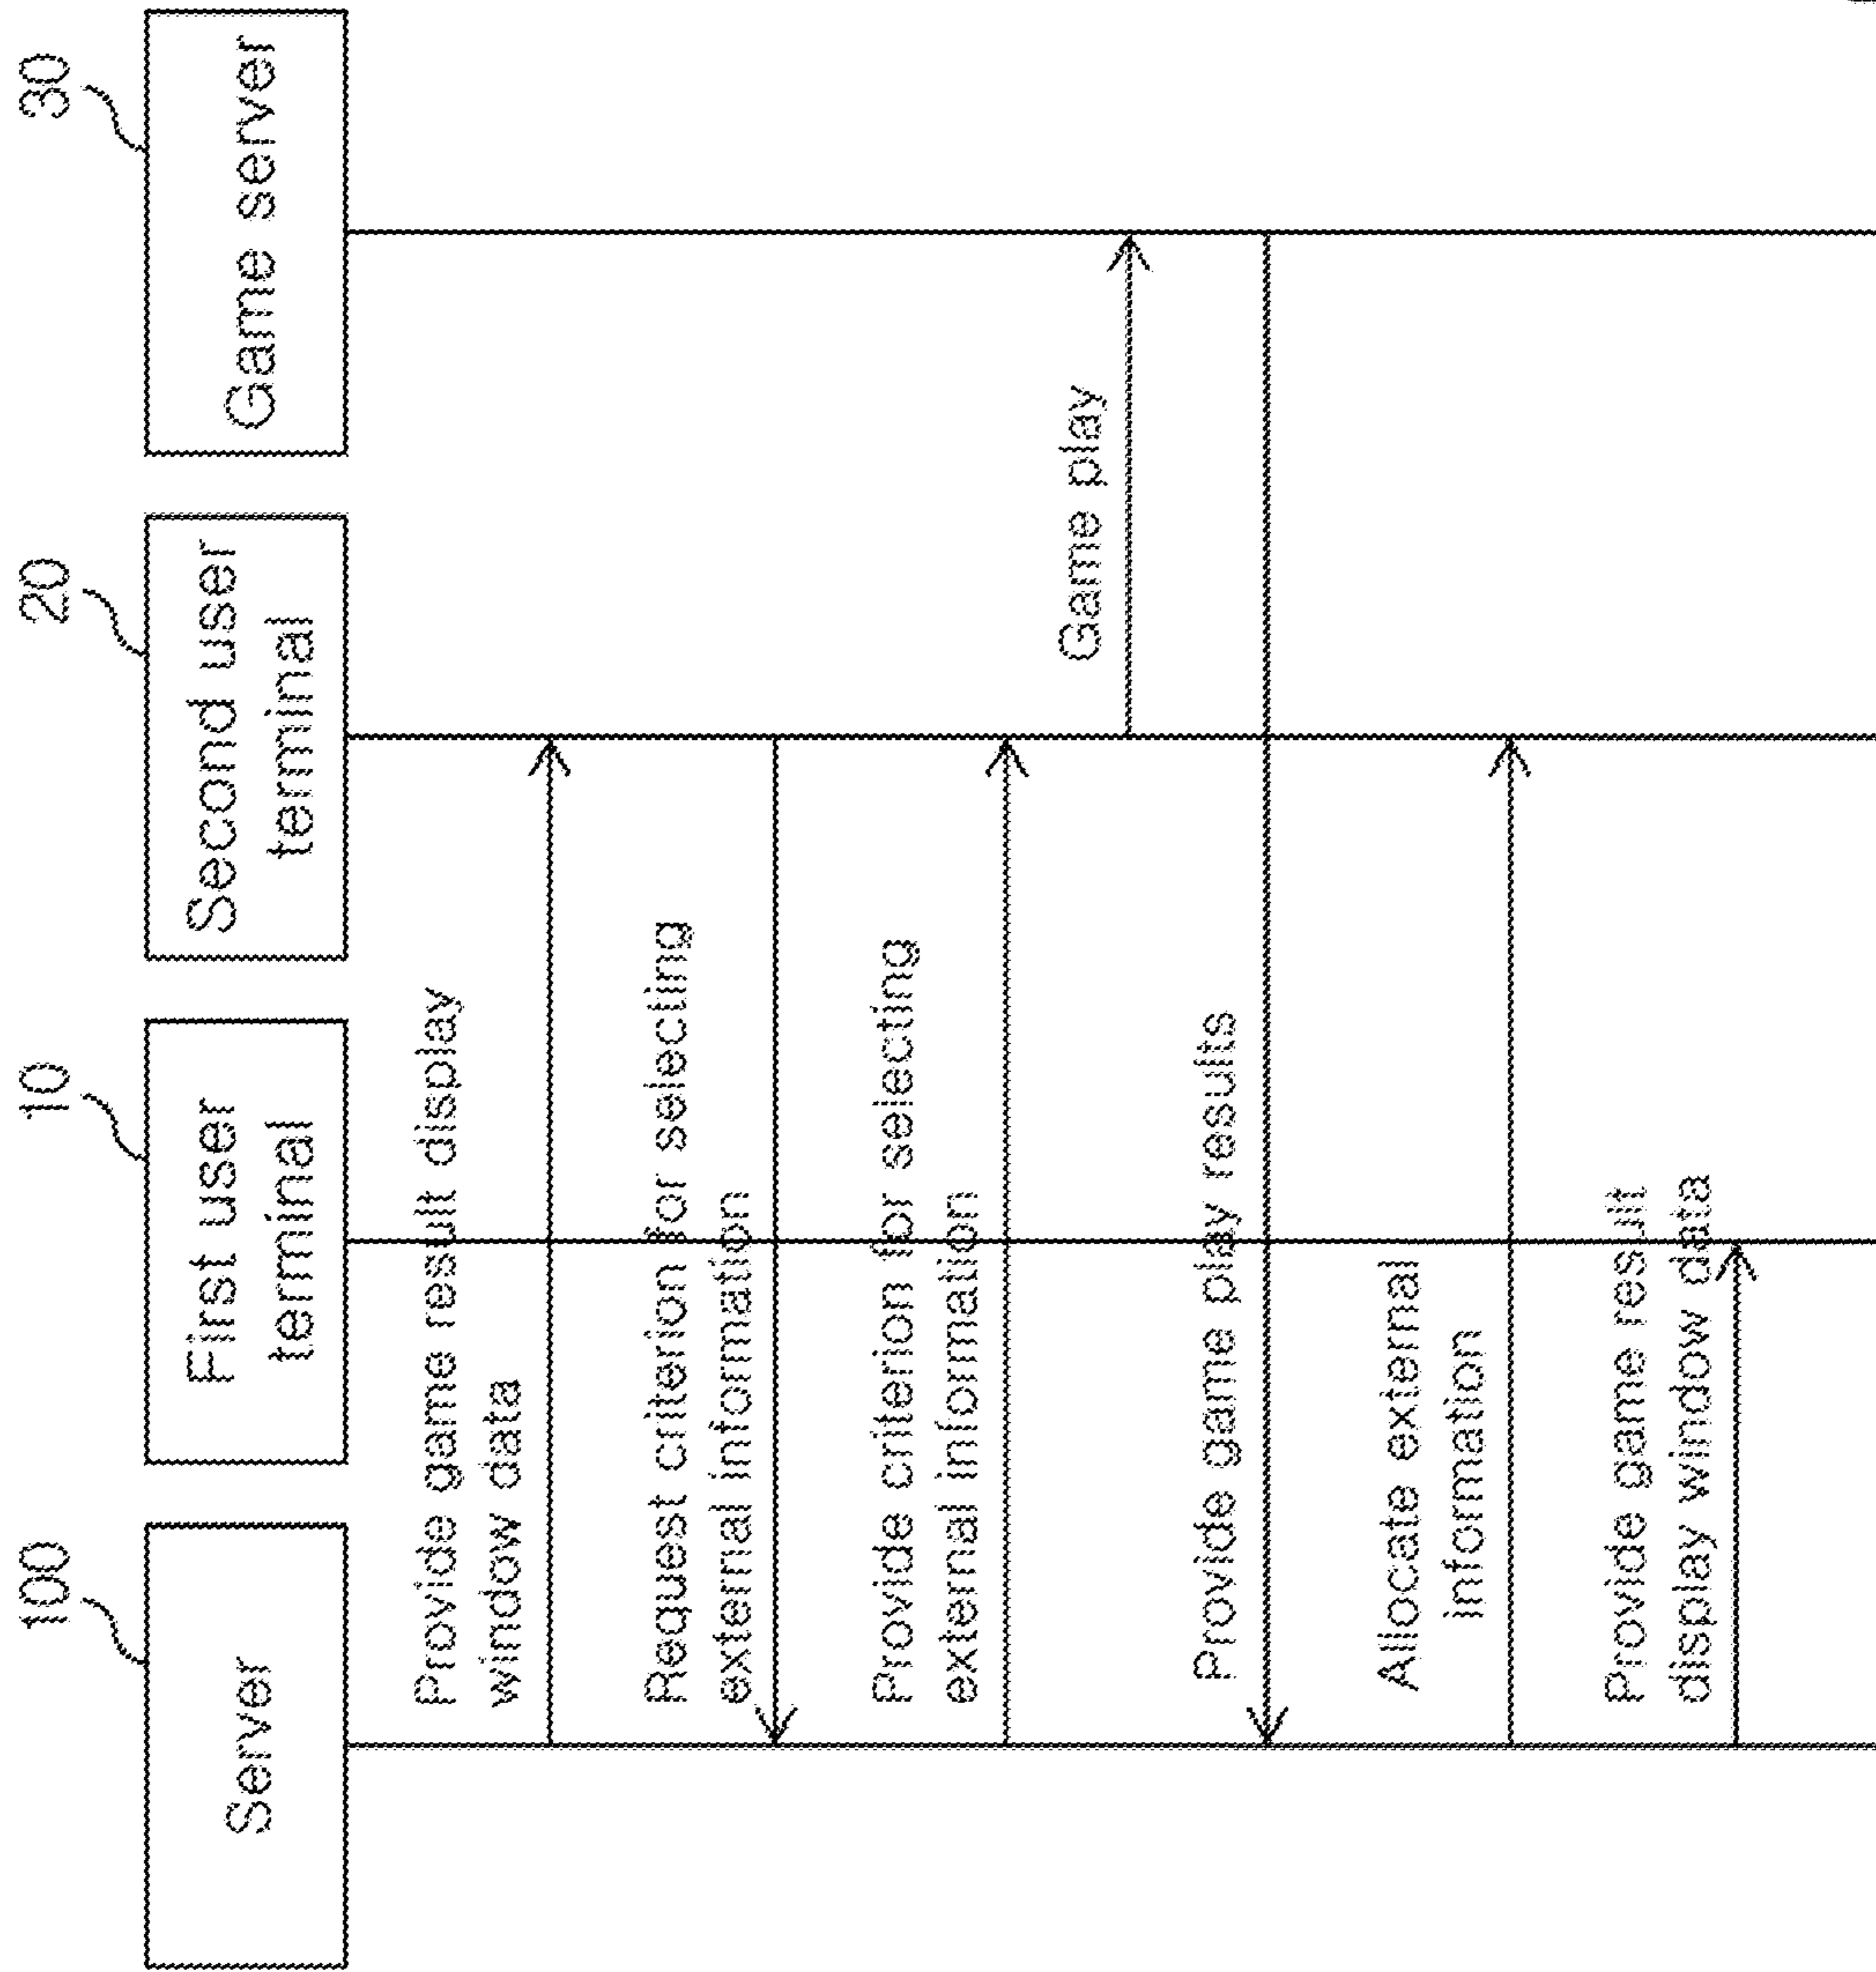 100
10
20
30
Server
First user
terminal
Second user
terminal
Game server
Provide game result display
window data
Request criterion for selecting
external information
Provide criterion for selecting
external information
Game play
Provide game play results
Allocate external
information
Provide game result
display window data